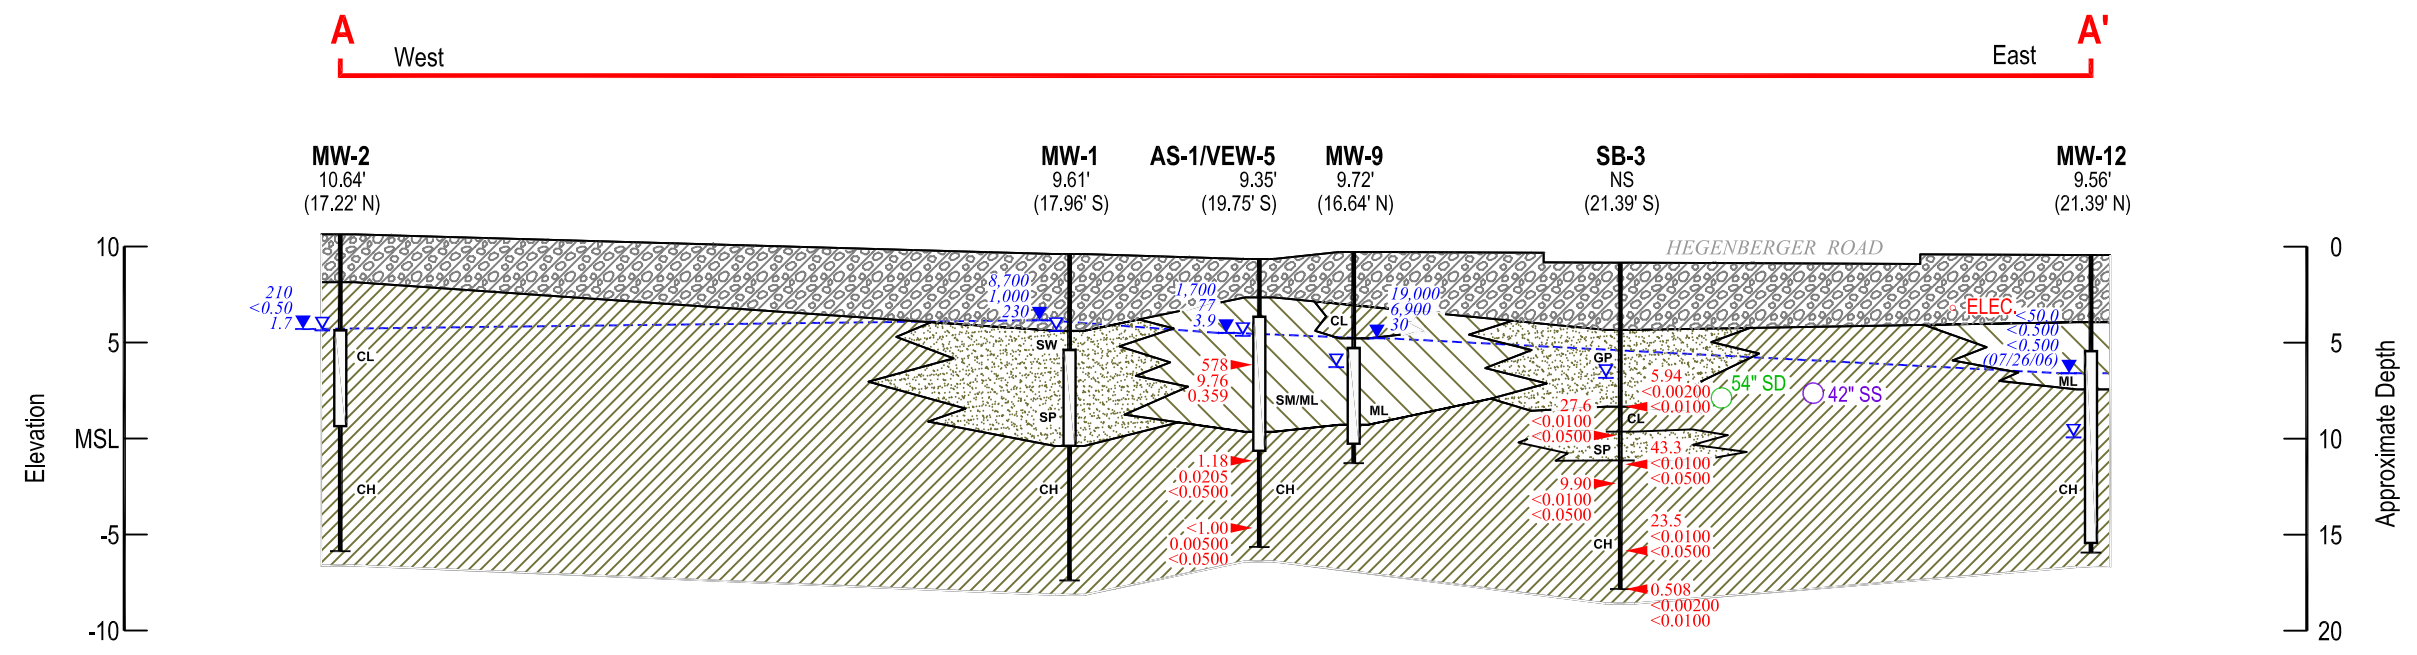 A
A'
West
East
MW-2
10.64'
(17.22' N)
MW-1
9.61'
(17.96' S)
AS-1/VEW-5
9.35'
(19.75' S)
MW-9
9.72'
(16.64' N)
SB-3
NS
(21.39' S)
MW-12
9.56'
(21.39' N)
HEGENBERGER ROAD
Elevation
10
5
MSL
-5
-10
Approximate Depth
0
5
10
15
20
210
<0.50
1.7
CL
CH
8,700
1,000
230
SW
SP
CH
1,700
77
3.9
578
9.76
0.359
SM/ML
1.18
0.0205
<0.0500
CH
<1.00
0.00500
<0.0500
CL
19,000
6,900
30
ML
GP
5.94
<0.00200
<0.0100
27.6
<0.0100
<0.0500
CL
SP
43.3
<0.0100
<0.0500
9.90
<0.0100
<0.0500
23.5
<0.0100
<0.0500
CH
0.508
<0.00200
<0.0100
54" SD
42" SS
ELEC.
<50.0
<0.500
<0.500
(07/26/06)
ML
CH